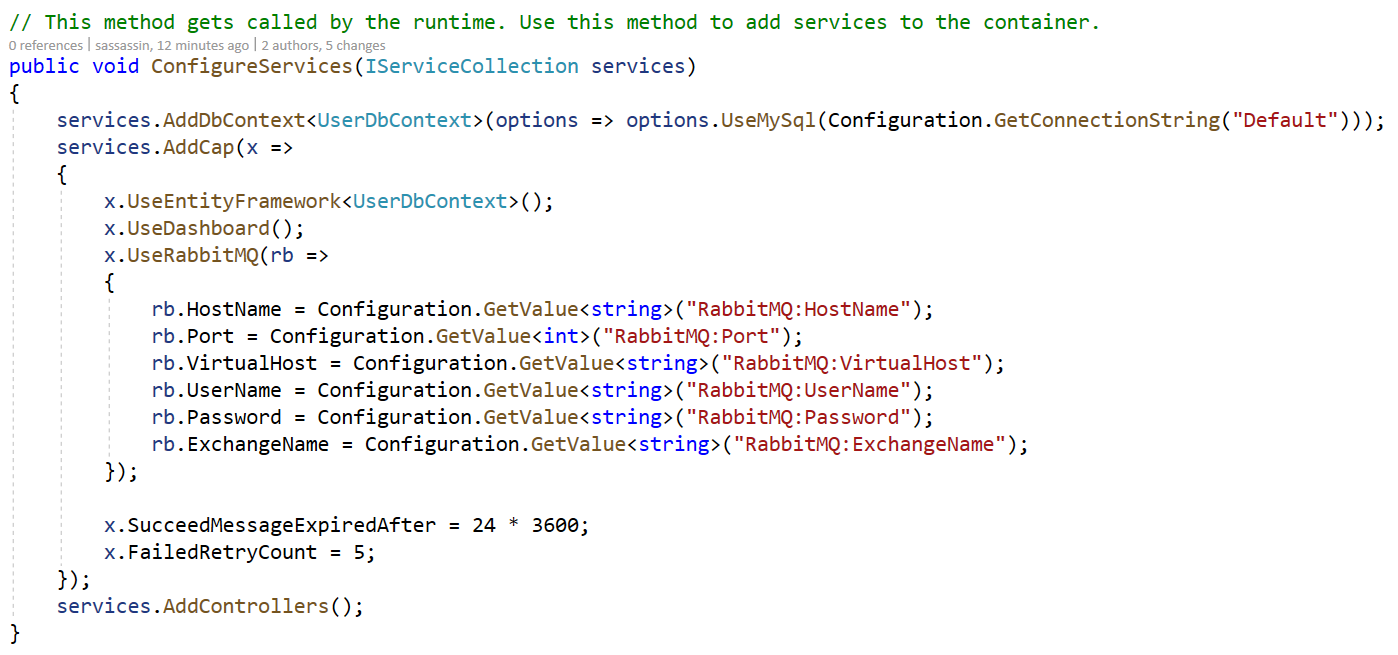 // This method gets called by the runtime. Use this method to add services to the container.
0 references | sassassin, 12 minutes ago | 2 authors, 5 changes
public void ConfigureServices(IServiceCollection services)
{
    services.AddDbContext<UserDbContext>(options => options.UseMySql(Configuration.GetConnectionString("Default")));
    services.AddCap(x =>
    {
        x.UseEntityFramework<UserDbContext>();
        x.UseDashboard();
        x.UseRabbitMQ(rb =>
        {
            rb.HostName = Configuration.GetValue<string>("RabbitMQ:HostName");
            rb.Port = Configuration.GetValue<int>("RabbitMQ:Port");
            rb.VirtualHost = Configuration.GetValue<string>("RabbitMQ:VirtualHost");
            rb.UserName = Configuration.GetValue<string>("RabbitMQ:UserName");
            rb.Password = Configuration.GetValue<string>("RabbitMQ:Password");
            rb.ExchangeName = Configuration.GetValue<string>("RabbitMQ:ExchangeName");
        });

        x.SucceedMessageExpiredAfter = 24 * 3600;
        x.FailedRetryCount = 5;
    });
    services.AddControllers();
}